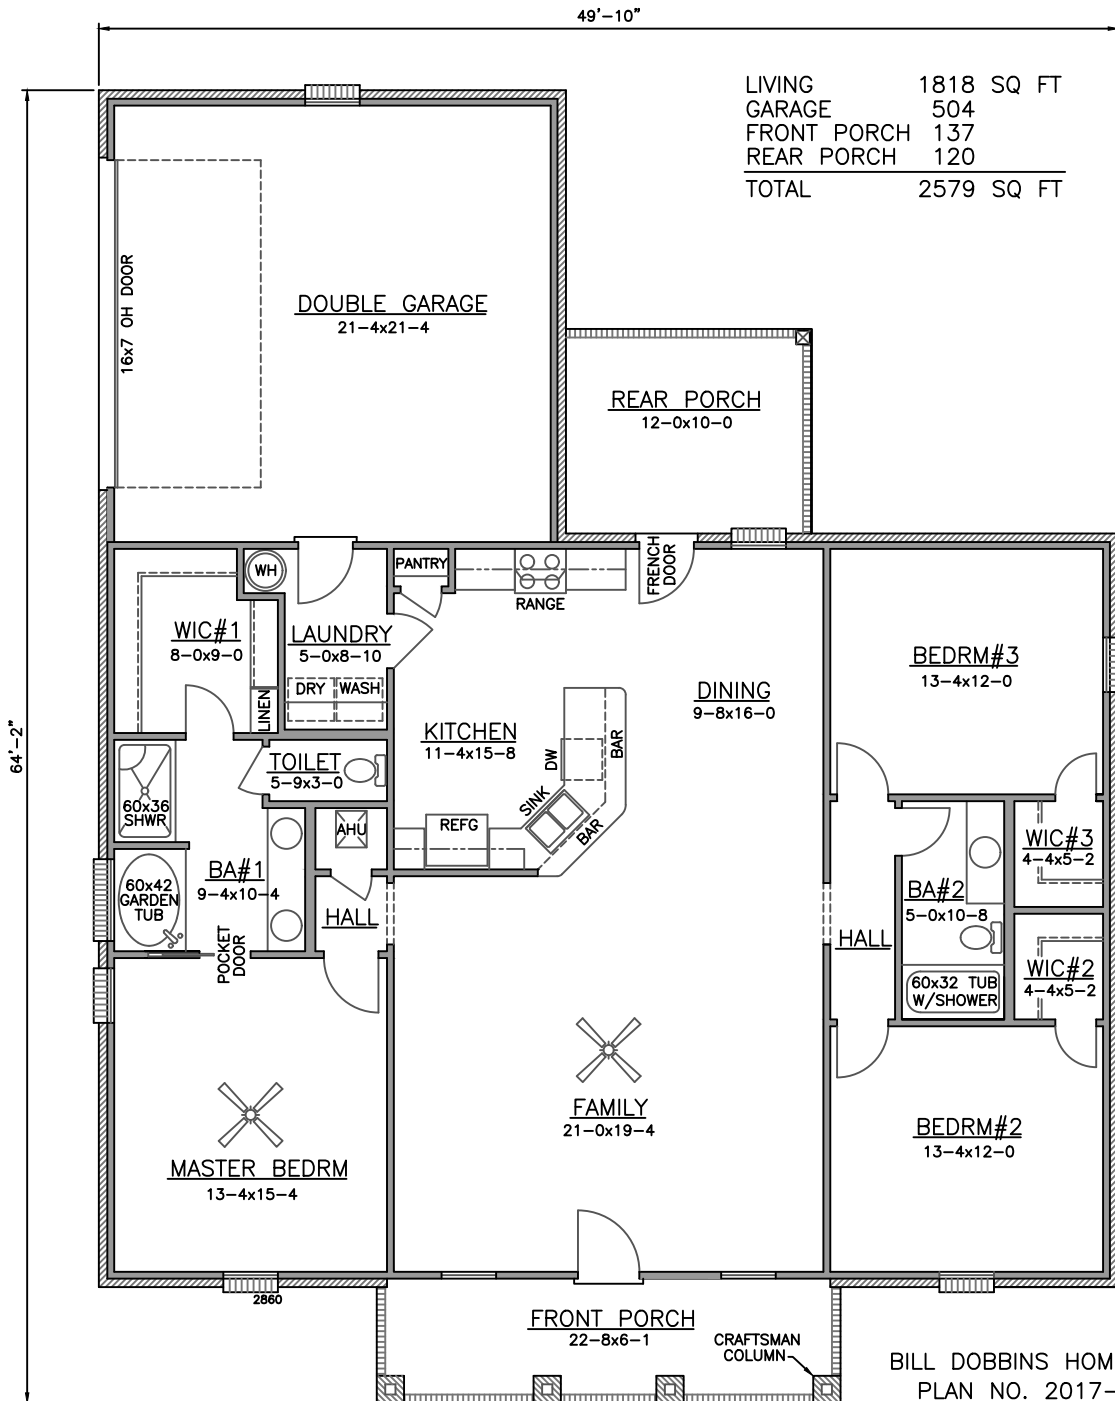 49'-10"
LIVING 1818 SQ FT
GARAGE 504
FRONT PORCH 137
REAR PORCH 120
TOTAL 2579 SQ FT
64'-2"
16x7 OH DOOR
DOUBLE GARAGE
21-4x21-4
REAR PORCH
12-0x10-0
WH
PANTRY
RANGE
FRENCH
DOOR
WIC#1
8-0x9-0
LINEN
LAUNDRY
5-0x8-10
DRY
WASH
KITCHEN
11-4x15-8
DINING
9-8x16-0
BEDRM#3
13-4x12-0
DW
BAR
SINK
BAR
TOILET
5-9x3-0
60x36
SHWR
AHU
REFG
60x42
GARDEN
TUB
BA#1
9-4x10-4
HALL
POCKET
DOOR
HALL
BA#2
5-0x10-8
WIC#3
4-4x5-2
WIC#2
4-4x5-2
60x32 TUB
W/SHOWER
MASTER BEDRM
13-4x15-4
FAMILY
21-0x19-4
BEDRM#2
13-4x12-0
2860
FRONT PORCH
22-8x6-1
CRAFTSMAN
COLUMN
BILL DOBBINS HOM
PLAN NO. 2017-